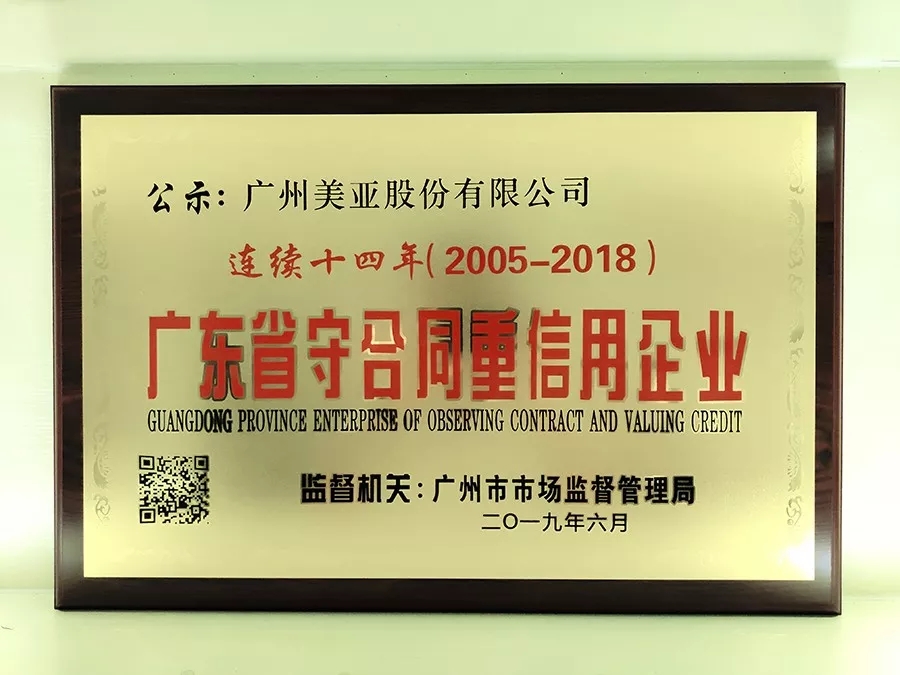 公示：广州美亚股份有限公司
连续十四年（2005-2018）
广东省守合同重信用企业
GUANGDONG PROVINCE ENTERPRISE OF OBSERVING CONTRACT AND VALUING CREDIT
监督机关：广州市市场监督管理局
二〇一九年六月